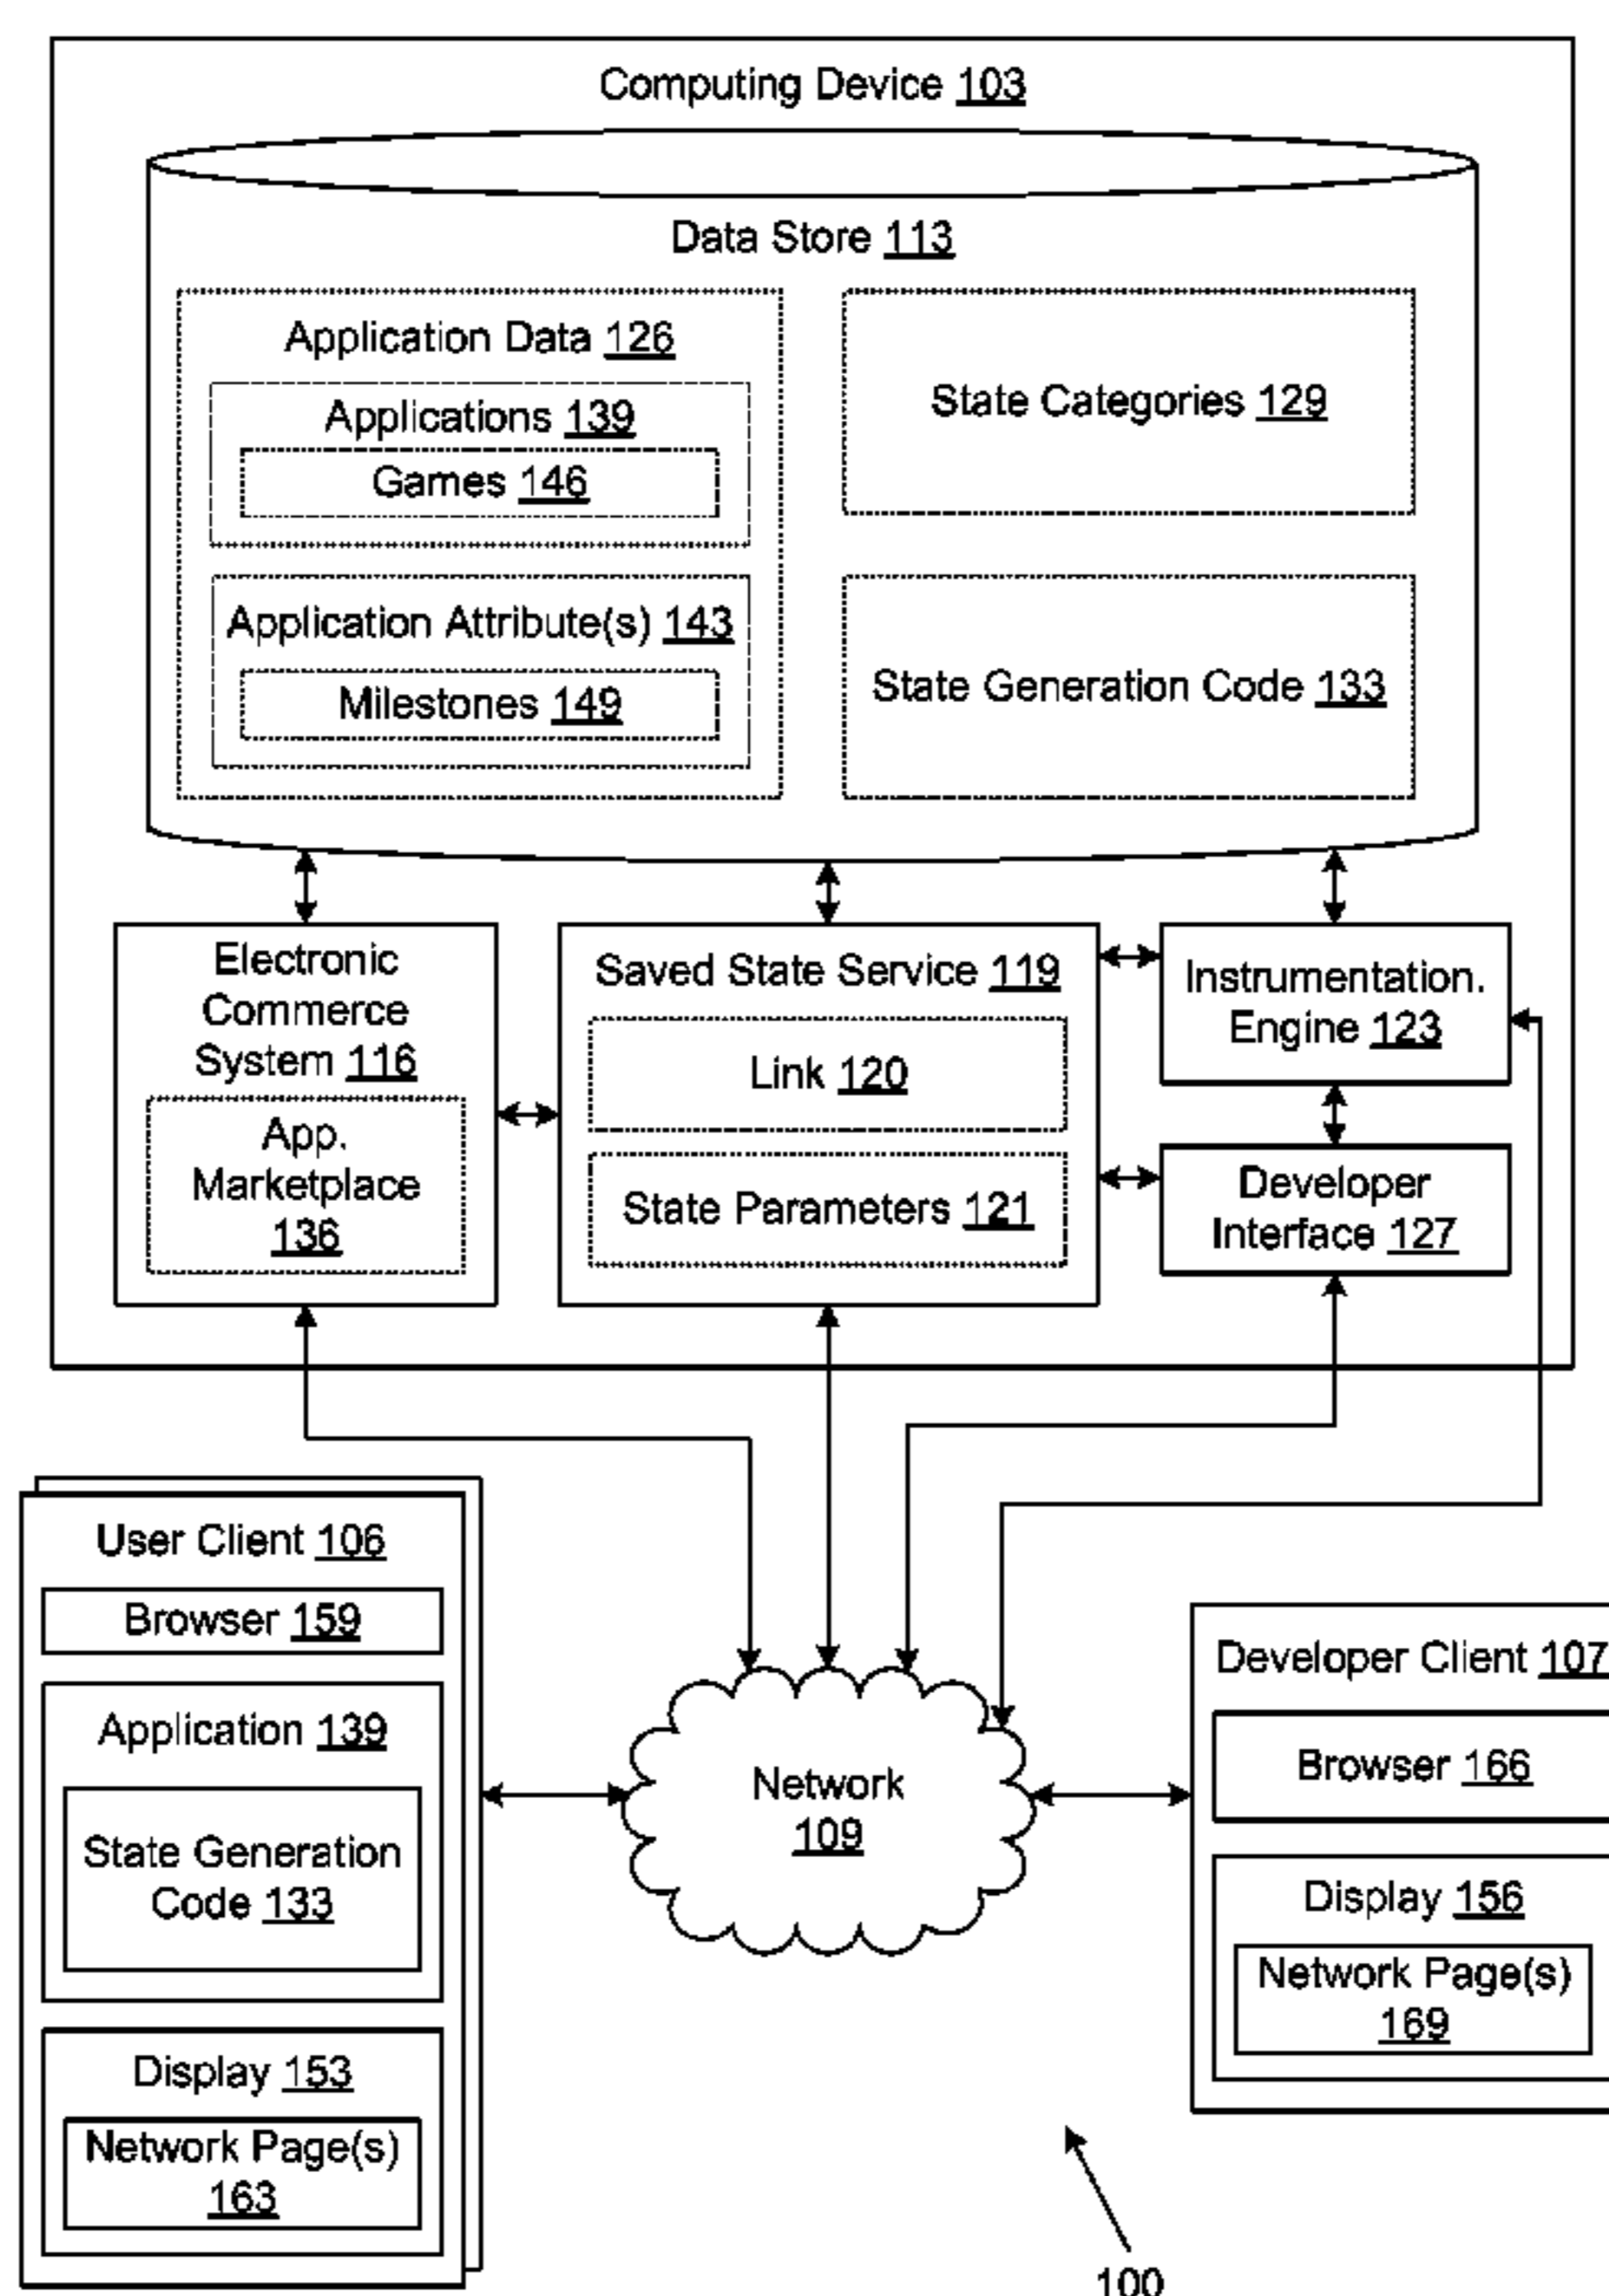 Computing Device 103
Data Store 113
Application Data 126
Applications 139
Games 146
Application Attribute(s) 143
Milestones 149
State Categories 129
State Generation Code 133
Electronic
Commerce
System 116
App.
Marketplace
136
Saved State Service 119
Link 120
State Parameters 121
Instrumentation.
Engine 123
Developer
Interface 127
User Client 106
Browser 159
Application 139
State Generation
Code 133
Display 153
Network Page(s)
163
Network
109
Developer Client 107
Browser 166
Display 156
Network Page(s)
169
100